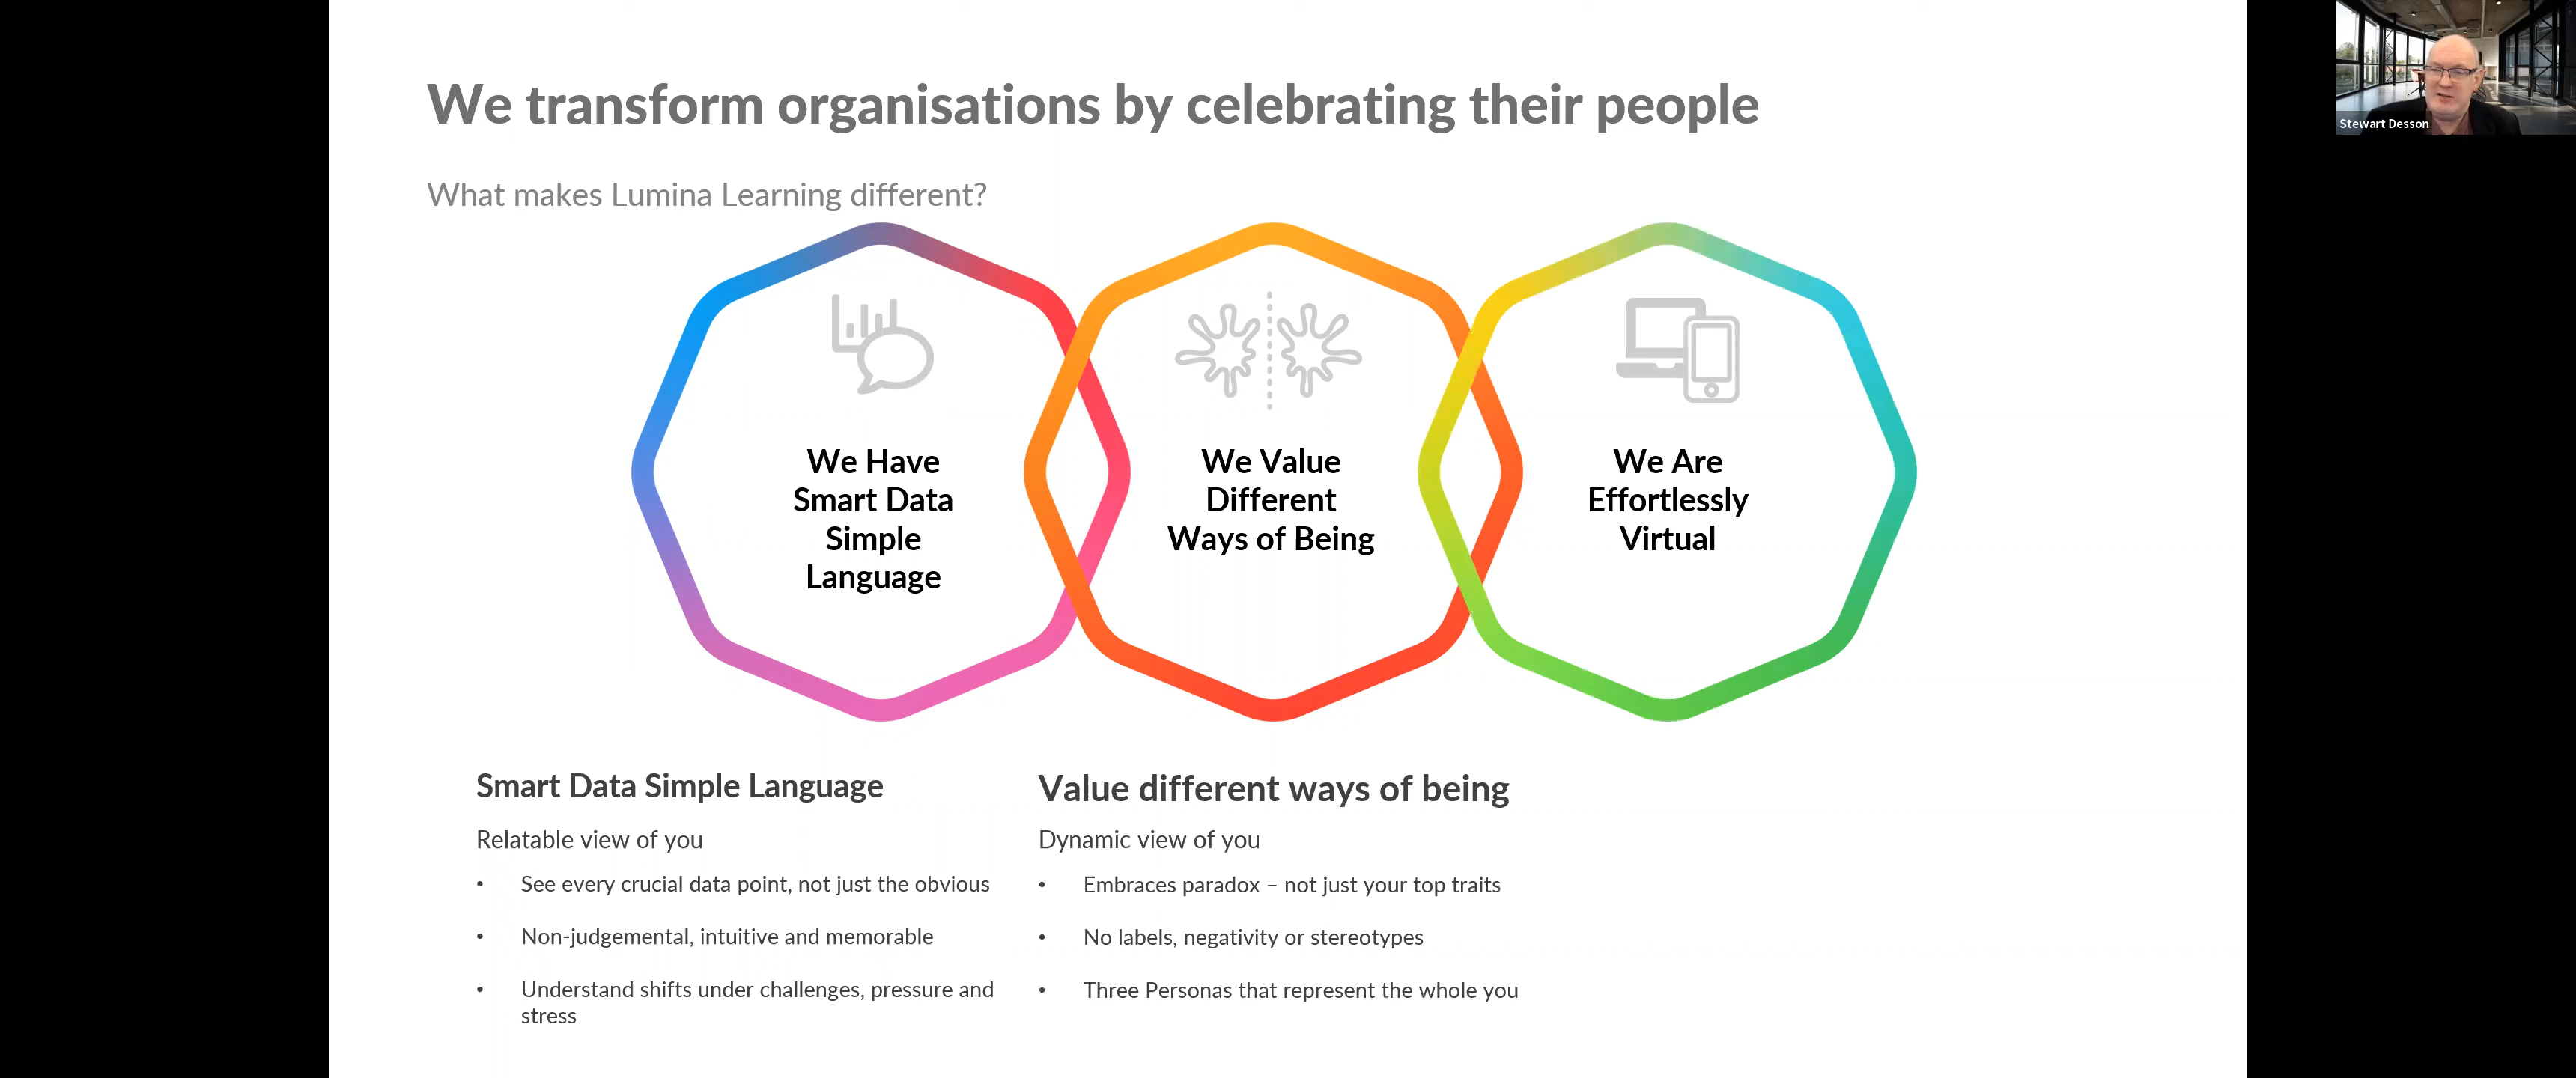 We transform organisations by celebrating their people
Stewart Desson
What makes Lumina Learning different?
We Have
Smart Data
Simple
Language
We Value
Different
Ways of Being
We Are
Effortlessly
Virtual
Smart Data Simple Language
Relatable view of you
• See every crucial data point, not just the obvious
• Non-judgemental, intuitive and memorable
• Understand shifts under challenges, pressure and
stress
Value different ways of being
Dynamic view of you
• Embraces paradox – not just your top traits
• No labels, negativity or stereotypes
• Three Personas that represent the whole you